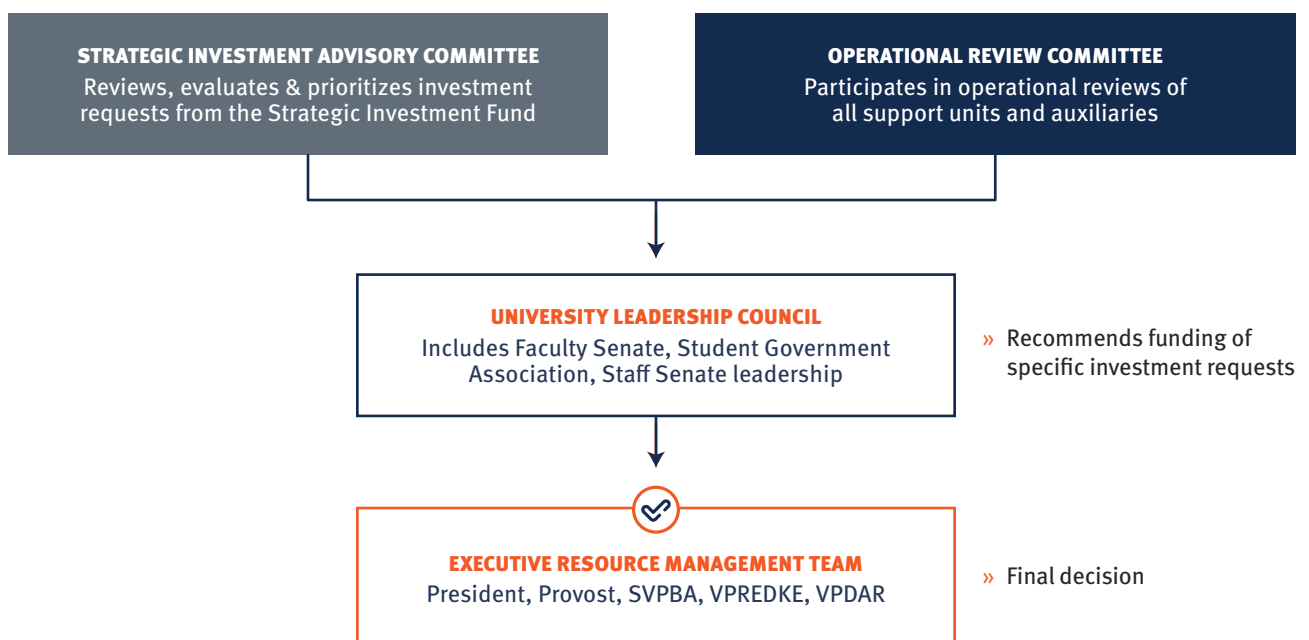 STRATEGIC INVESTMENT ADVISORY COMMITTEE
Reviews, evaluates & prioritizes investment
requests from the Strategic Investment Fund
OPERATIONAL REVIEW COMMITTEE
Participates in operational reviews of
all support units and auxiliaries
UNIVERSITY LEADERSHIP COUNCIL
Includes Faculty Senate, Student Government
Association, Staff Senate leadership
» Recommends funding of
specific investment requests
EXECUTIVE RESOURCE MANAGEMENT TEAM
President, Provost, SVPBA, VPREDKE, VPDAR
» Final decision